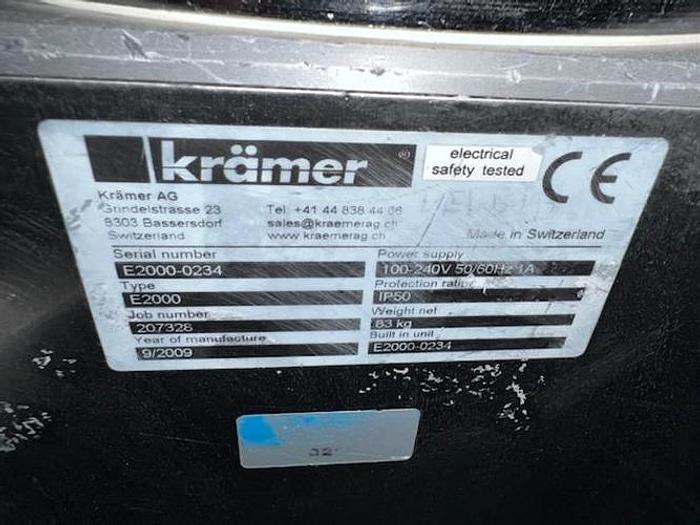 krämer ®
electrical
safety tested
CE
Krämer AG
Grindelstrasse 23
8303 Bassersdorf
Switzerland
Tel: +41 44 838 44 66
sales@kraemerag.ch
www.kraemerag.ch
Made in Switzerland
Serial number
E2000-0234
Type
E2000
Job number
207328
Year of manufacture
9/2009
Power supply
100-240V 50/60Hz 1A
Protection rating
IP50
Weight net
83 kg
Built in unit
E2000-0234